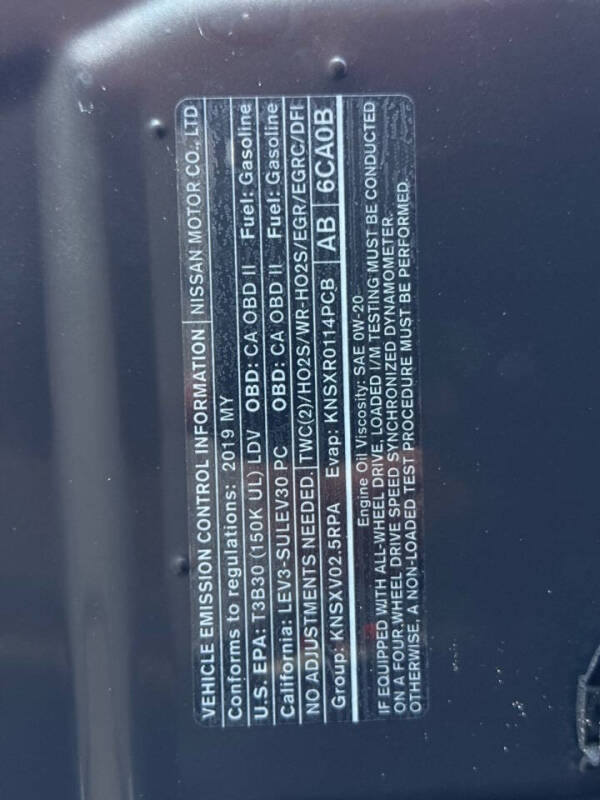 VEHICLE EMISSION CONTROL INFORMATION NISSAN MOTOR CO., LTD
Conforms to regulations: 2019 MY
U.S. EPA: T3B30 (150K UL) LDV OBD: CA OBD II Fuel: Gasoline
California: LEV3-SULEV30 PC OBD: CA OBD II Fuel: Gasoline
NO ADJUSTMENTS NEEDED. TWC(2)/HO2S/WR-HO2S/EGR/EGRC/DFI
Group: KNSXV02.5RPA Evap: KNSXR0114PCB AB 6CA0B
Engine Oil Viscosity: SAE 0W-20
IF EQUIPPED WITH ALL-WHEEL DRIVE, LOADED I/M TESTING MUST BE CONDUCTED
ON A FOUR WHEEL DRIVE SPEED SYNCHRONIZED DYNAMOMETER.
OTHERWISE, A NON-LOADED TEST PROCEDURE MUST BE PERFORMED.